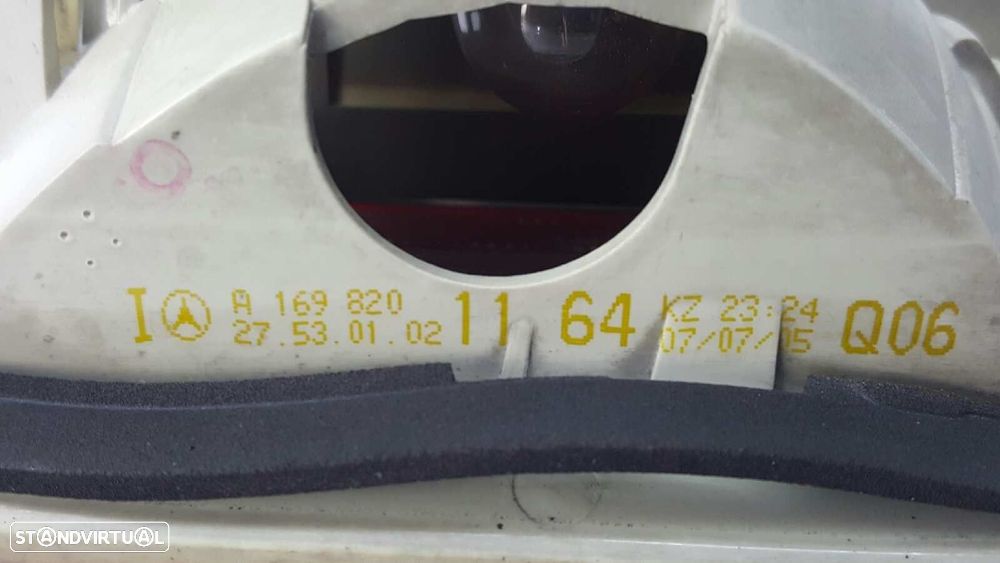 I A 169 820 11 64 KZ 23:24 Q06
27.53.01.02 07/07/05
STANDVIRTUAL